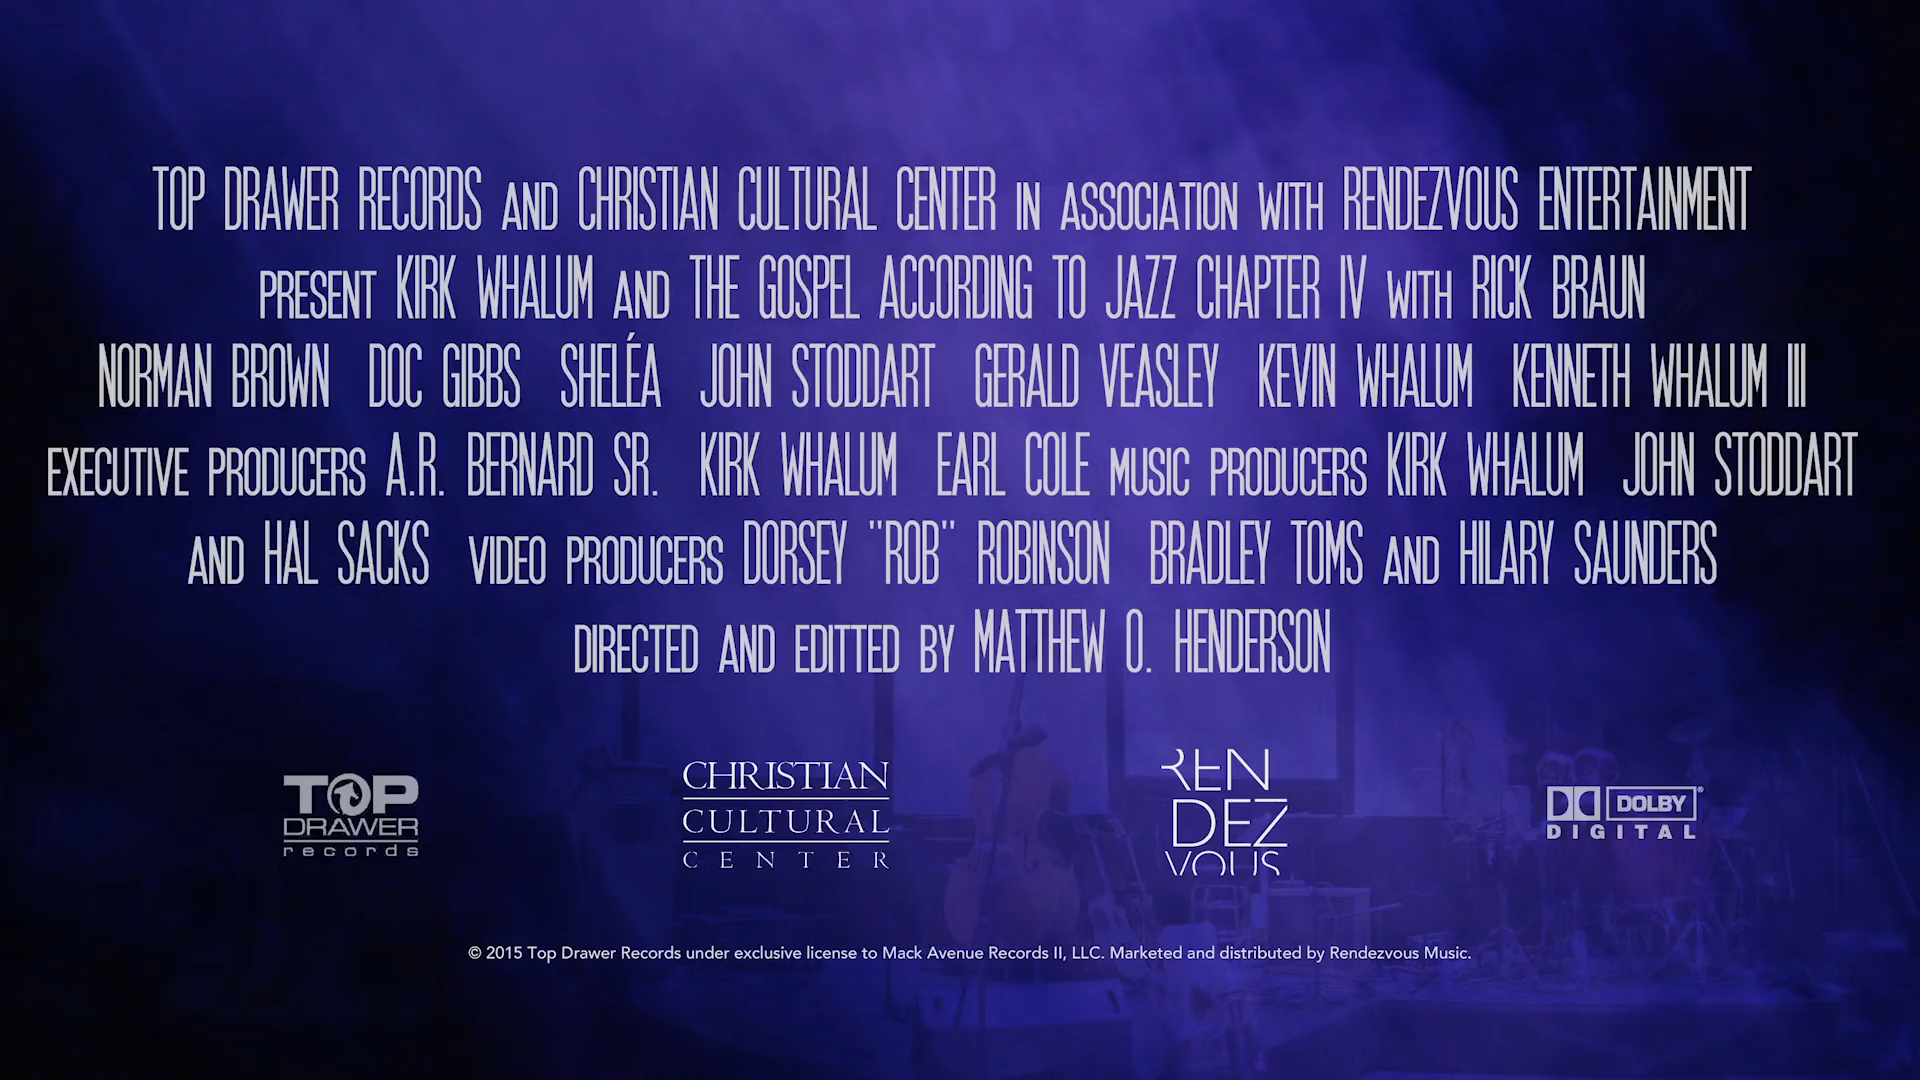 TOP DRAWER RECORDS AND CHRISTIAN CULTURAL CENTER IN ASSOCIATION WITH RENDEZVOUS ENTERTAINMENT
PRESENT KIRK WHALUM AND THE GOSPEL ACCORDING TO JAZZ CHAPTER IV WITH RICK BRAUN
NORMAN BROWN DOC GIBBS SHELÉA JOHN STODDART GERALD VEASLEY KEVIN WHALUM KENNETH WHALUM III
EXECUTIVE PRODUCERS A.R. BERNARD SR. KIRK WHALUM EARL COLE MUSIC PRODUCERS KIRK WHALUM JOHN STODDART
AND HAL SACKS VIDEO PRODUCERS DORSEY "ROB" ROBINSON BRADLEY TOMS AND HILARY SAUNDERS
DIRECTED AND EDITTED BY MATTHEW O. HENDERSON
TOP
DRAWER
records
CHRISTIAN
CULTURAL
CENTER
REN
DEZ
VOUS
DOLBY®
DIGITAL
© 2015 Top Drawer Records under exclusive license to Mack Avenue Records II, LLC. Marketed and distributed by Rendezvous Music.